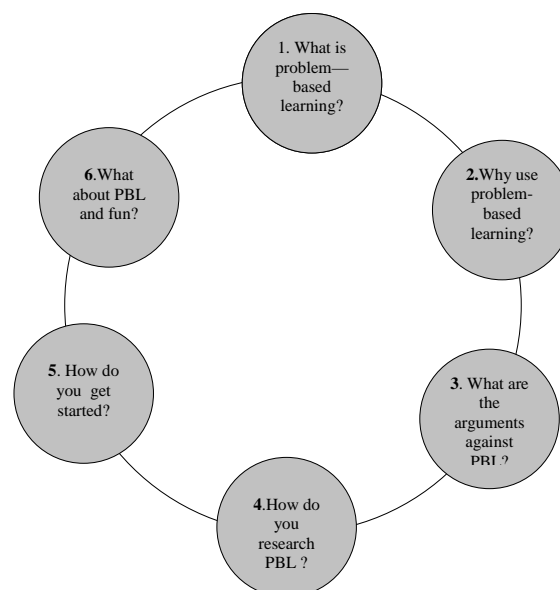 1. What is
problem—
based
learning?
2.Why use
problem-
based
learning?
3. What are
the
arguments
against
PBL?
4.How do
you
research
PBL ?
5. How do
you  get
started?
6.What
about PBL
and fun?